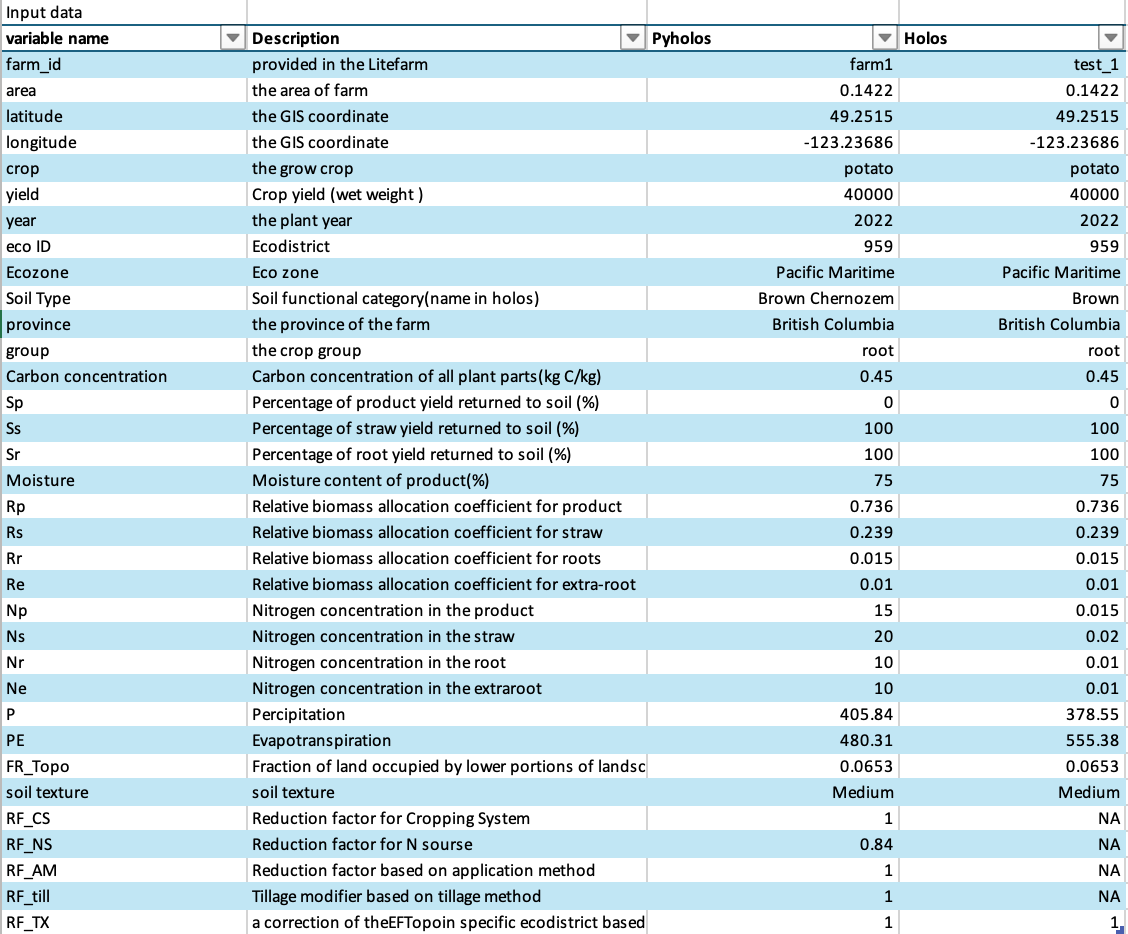 Input data
variable name Description Pyholos Holos
farm_id provided in the Litefarm farm1 test_1
area the area of farm 0.1422 0.1422
latitude the GIS coordinate 49.2515 49.2515
longitude the GIS coordinate -123.23686 -123.23686
crop the grow crop potato potato
yield Crop yield (wet weight ) 40000 40000
year the plant year 2022 2022
eco ID Ecodistrict 959 959
Ecozone Eco zone Pacific Maritime Pacific Maritime
Soil Type Soil functional category(name in holos) Brown Chernozem Brown
province the province of the farm British Columbia British Columbia
group the crop group root root
Carbon concentration Carbon concentration of all plant parts(kg C/kg) 0.45 0.45
Sp Percentage of product yield returned to soil (%) 0 0
Ss Percentage of straw yield returned to soil (%) 100 100
Sr Percentage of root yield returned to soil (%) 100 100
Moisture Moisture content of product(%) 75 75
Rp Relative biomass allocation coefficient for product 0.736 0.736
Rs Relative biomass allocation coefficient for straw 0.239 0.239
Rr Relative biomass allocation coefficient for roots 0.015 0.015
Re Relative biomass allocation coefficient for extra-root 0.01 0.01
Np Nitrogen concentration in the product 15 0.015
Ns Nitrogen concentration in the straw 20 0.02
Nr Nitrogen concentration in the root 10 0.01
Ne Nitrogen concentration in the extraroot 10 0.01
P Percipitation 405.84 378.55
PE Evapotranspiration 480.31 555.38
FR_Topo Fraction of land occupied by lower portions of landsc 0.0653 0.0653
soil texture soil texture Medium Medium
RF_CS Reduction factor for Cropping System 1 NA
RF_NS Reduction factor for N sourse 0.84 NA
RF_AM Reduction factor based on application method 1 NA
RF_till Tillage modifier based on tillage method 1 NA
RF_TX a correction of theEFTopoin specific ecodistrict based 1 1